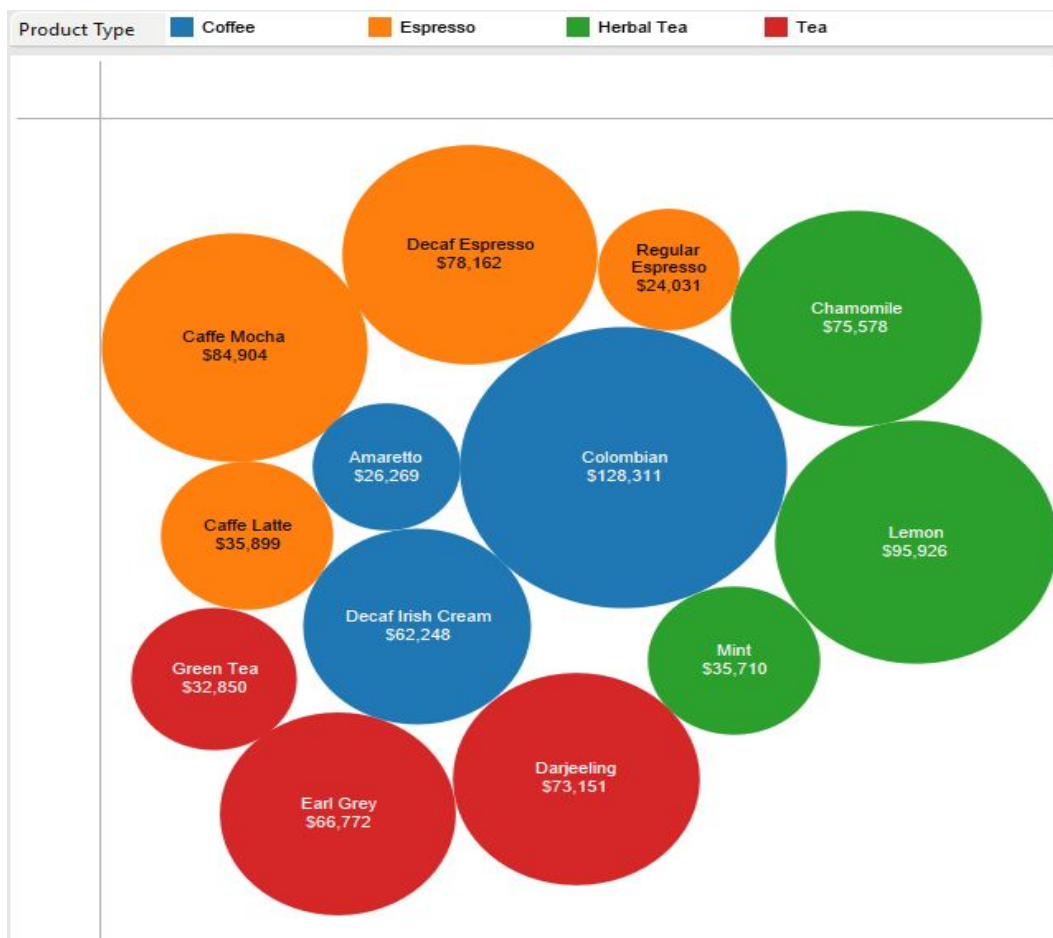 Product Type Coffee Espresso Herbal Tea Tea
Decaf Espresso
$78,162
Regular
Espresso
$24,031
Chamomile
$75,578
Caffe Mocha
$84,904
Amaretto
$26,269
Colombian
$128,311
Caffe Latte
$35,899
Lemon
$95,926
Decaf Irish Cream
$62,248
Mint
$35,710
Green Tea
$32,850
Darjeeling
$73,151
Earl Grey
$66,772